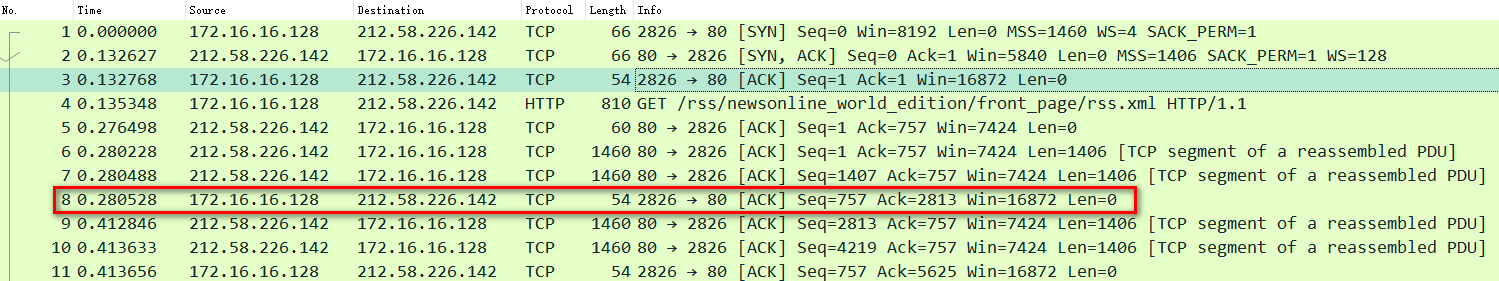 No. Time Source Destination Protocol Length Info
1 0.000000 172.16.16.128 212.58.226.142 TCP 66 2826 → 80 [SYN] Seq=0 Win=8192 Len=0 MSS=1460 WS=4 SACK_PERM=1
2 0.132627 212.58.226.142 172.16.16.128 TCP 66 80 → 2826 [SYN, ACK] Seq=0 Ack=1 Win=5840 Len=0 MSS=1406 SACK_PERM=1 WS=128
3 0.132768 172.16.16.128 212.58.226.142 TCP 54 2826 → 80 [ACK] Seq=1 Ack=1 Win=16872 Len=0
4 0.135348 172.16.16.128 212.58.226.142 HTTP 810 GET /rss/newsonline_world_edition/front_page/rss.xml HTTP/1.1
5 0.276498 212.58.226.142 172.16.16.128 TCP 60 80 → 2826 [ACK] Seq=1 Ack=757 Win=7424 Len=0
6 0.280228 212.58.226.142 172.16.16.128 TCP 1460 80 → 2826 [ACK] Seq=1 Ack=757 Win=7424 Len=1406 [TCP segment of a reassembled PDU]
7 0.280488 212.58.226.142 172.16.16.128 TCP 1460 80 → 2826 [ACK] Seq=1407 Ack=757 Win=7424 Len=1406 [TCP segment of a reassembled PDU]
8 0.280528 172.16.16.128 212.58.226.142 TCP 54 2826 → 80 [ACK] Seq=757 Ack=2813 Win=16872 Len=0
9 0.412846 212.58.226.142 172.16.16.128 TCP 1460 80 → 2826 [ACK] Seq=2813 Ack=757 Win=7424 Len=1406 [TCP segment of a reassembled PDU]
10 0.413633 212.58.226.142 172.16.16.128 TCP 1460 80 → 2826 [ACK] Seq=4219 Ack=757 Win=7424 Len=1406 [TCP segment of a reassembled PDU]
11 0.413656 172.16.16.128 212.58.226.142 TCP 54 2826 → 80 [ACK] Seq=757 Ack=5625 Win=16872 Len=0